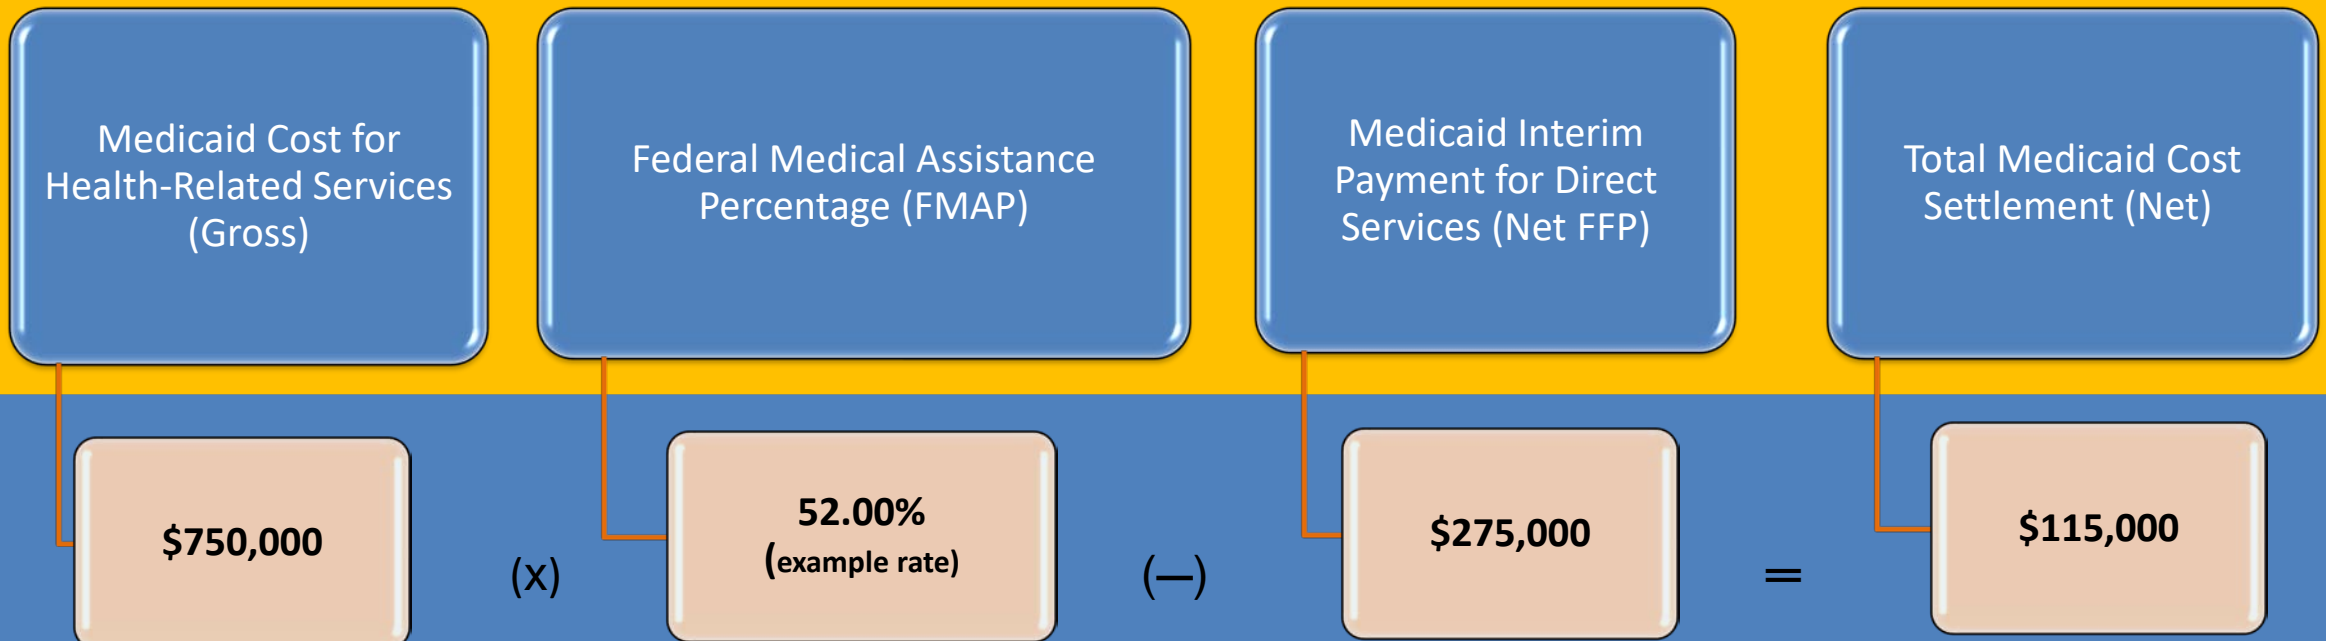 Medicaid Cost for
Health-Related Services
(Gross)
Federal Medical Assistance
Percentage (FMAP)
Medicaid Interim
Payment for Direct
Services (Net FFP)
Total Medicaid Cost
Settlement (Net)
$750,000
(x)
52.00%
(example rate)
(—)
$275,000
=
$115,000